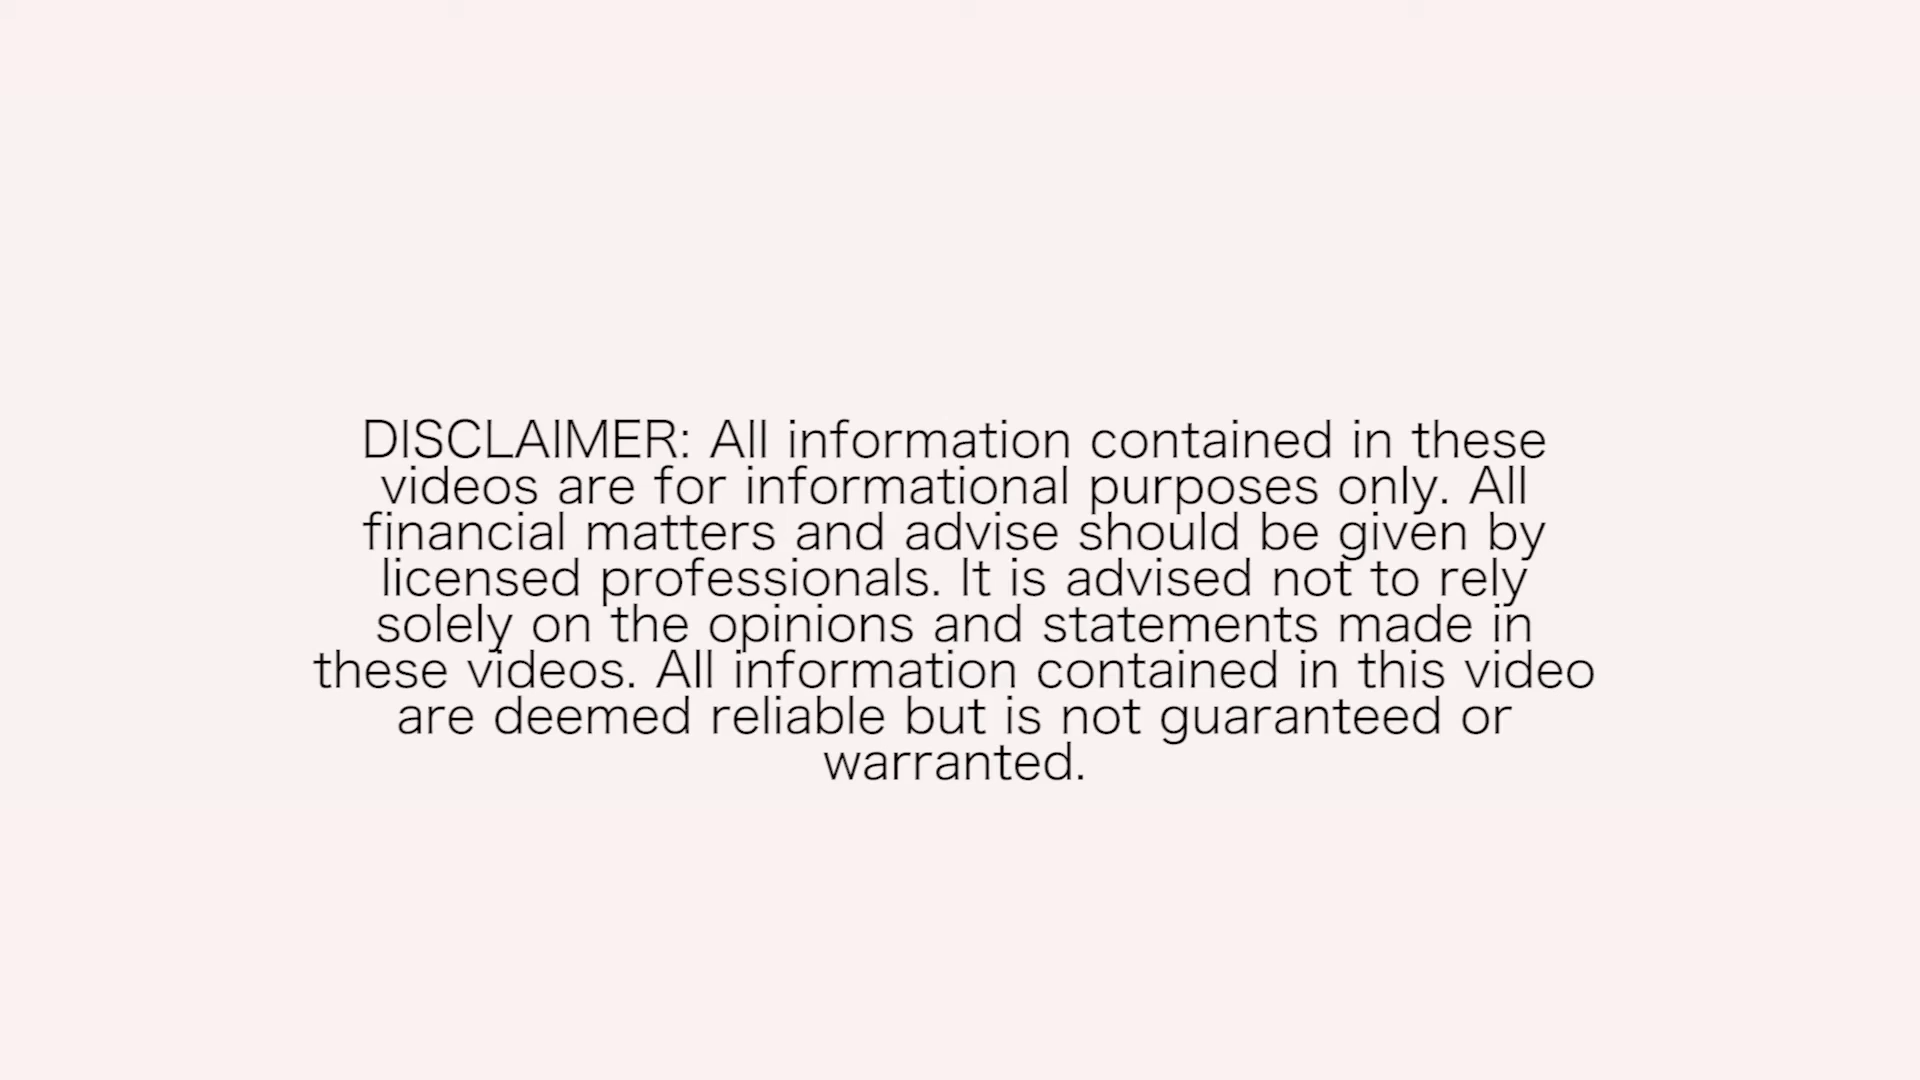 DISCLAIMER: All information contained in these
videos are for informational purposes only. All
financial matters and advise should be given by
licensed professionals. It is advised not to rely
solely on the opinions and statements made in
these videos. All information contained in this video
are deemed reliable but is not guaranteed or
warranted.